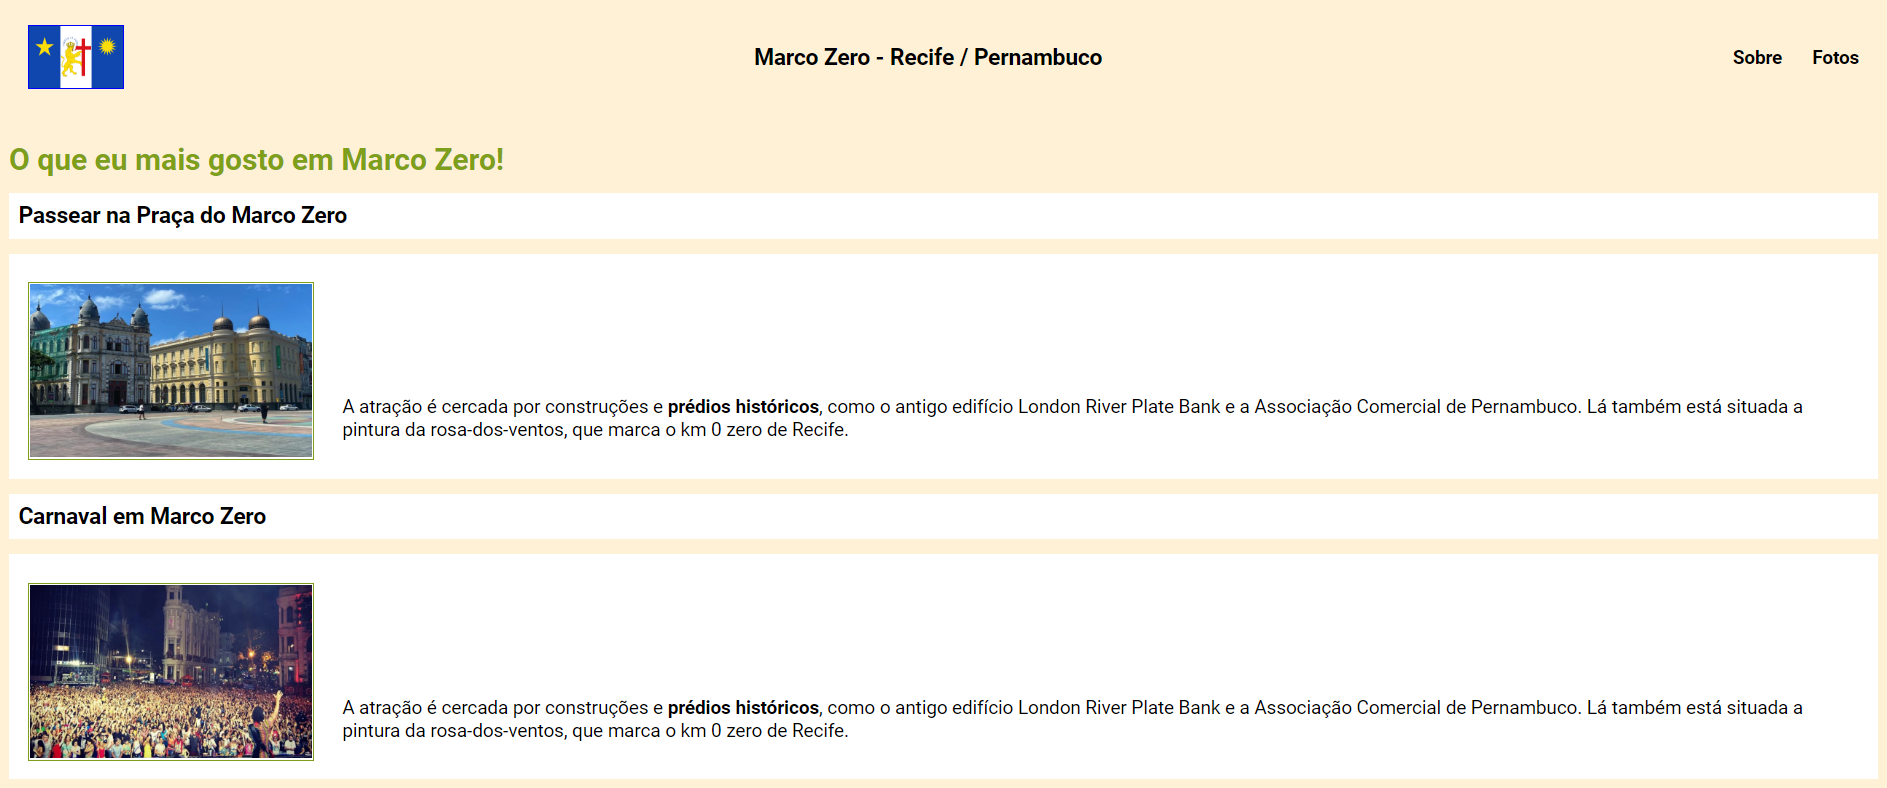 Marco Zero - Recife / Pernambuco
Sobre Fotos
O que eu mais gosto em Marco Zero!
Passear na Praça do Marco Zero
A atração é cercada por construções e prédios históricos, como o antigo edifício London River Plate Bank e a Associação Comercial de Pernambuco. Lá também está situada a
pintura da rosa-dos-ventos, que marca o km 0 zero de Recife.
Carnaval em Marco Zero
A atração é cercada por construções e prédios históricos, como o antigo edifício London River Plate Bank e a Associação Comercial de Pernambuco. Lá também está situada a
pintura da rosa-dos-ventos, que marca o km 0 zero de Recife.